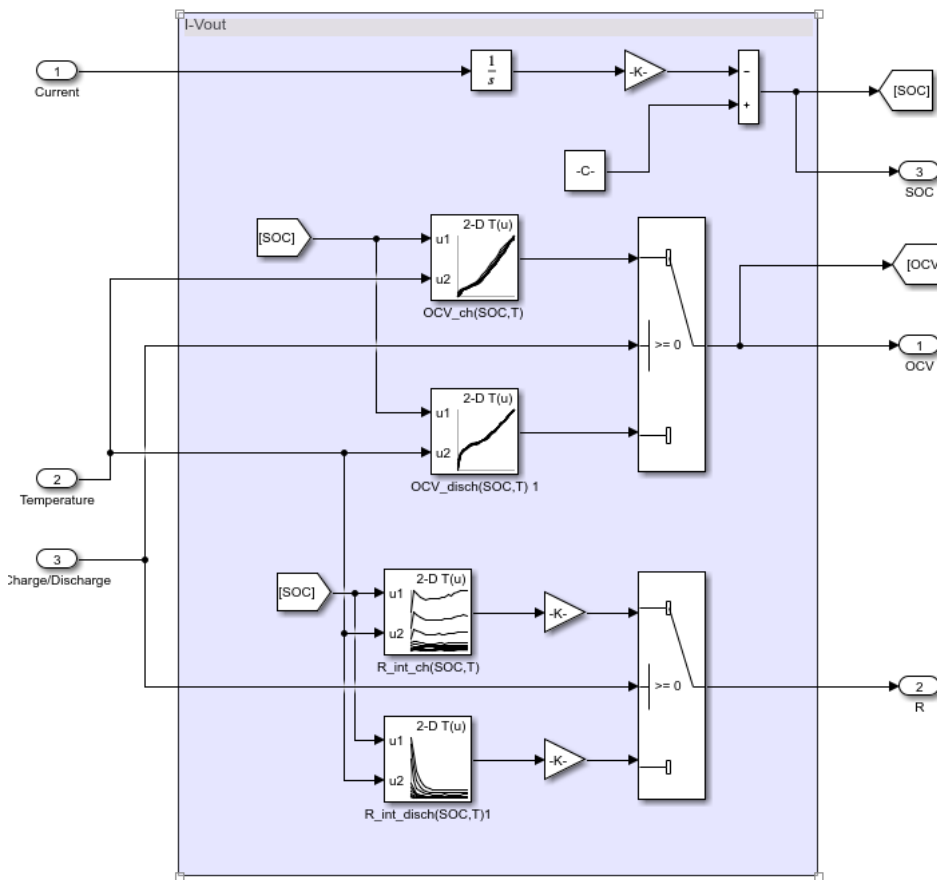 I-Vout
1
Current
1
s
-K-
−
+
[SOC]
-C-
3
SOC
[SOC]
2-D T(u)
u1
u2
OCV_ch(SOC,T)
[OCV
>= 0
1
OCV
2-D T(u)
u1
u2
OCV_disch(SOC,T) 1
2
Temperature
3
Charge/Discharge
[SOC]
2-D T(u)
u1
u2
R_int_ch(SOC,T)
-K-
>= 0
2
R
2-D T(u)
u1
u2
R_int_disch(SOC,T)1
-K-